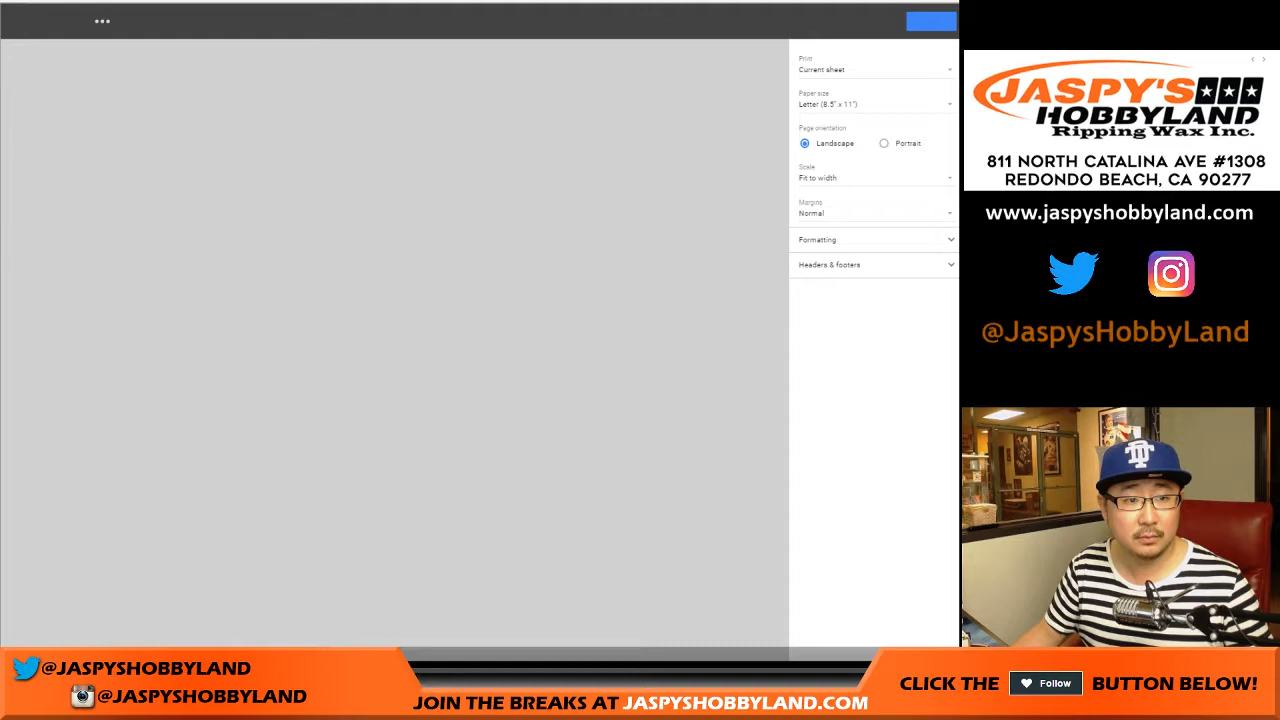 Print
Current sheet
Paper size
Letter (8.5" x 11")
Page orientation
Landscape
Portrait
Scale
Fit to width
Margins
Normal
Formatting
Headers & footers
JASPY'S
HOBBYLAND
Ripping Wax Inc.
811 NORTH CATALINA AVE #1308
REDONDO BEACH, CA 90277
www.jaspyshobbyland.com
@JaspysHobbyLand
@JASPYSHOBBYLAND
@JASPYSHOBBYLAND
JOIN THE BREAKS AT JASPYSHOBBYLAND.COM
CLICK THE Follow BUTTON BELOW!